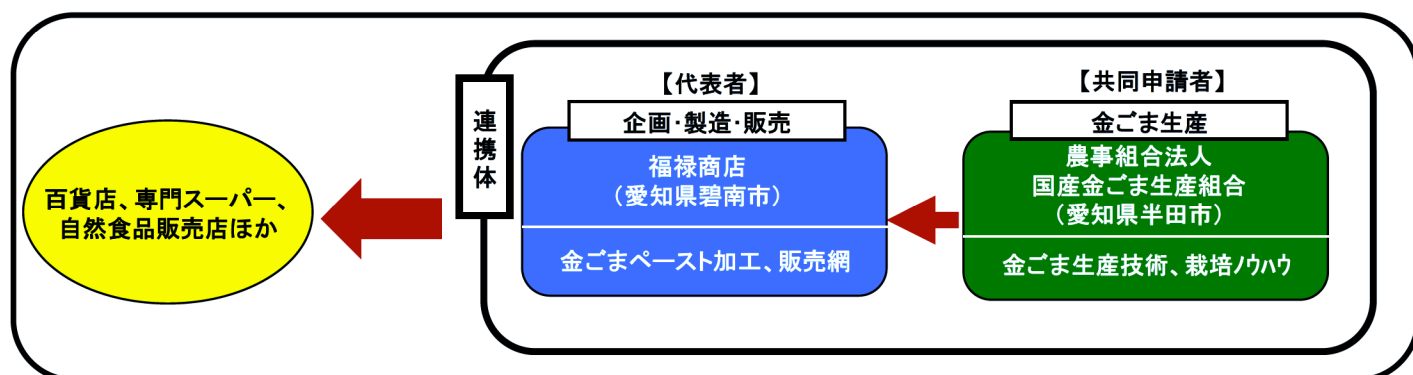 連携体
【代表者】
企画・製造・販売
福禄商店
（愛知県碧南市）
金ごまペースト加工、販売網
【共同申請者】
金ごま生産
農事組合法人
国産金ごま生産組合
（愛知県半田市）
金ごま生産技術、栽培ﾉｳﾊｳ
百貨店、専門スーパー、
自然食品販売店ほか